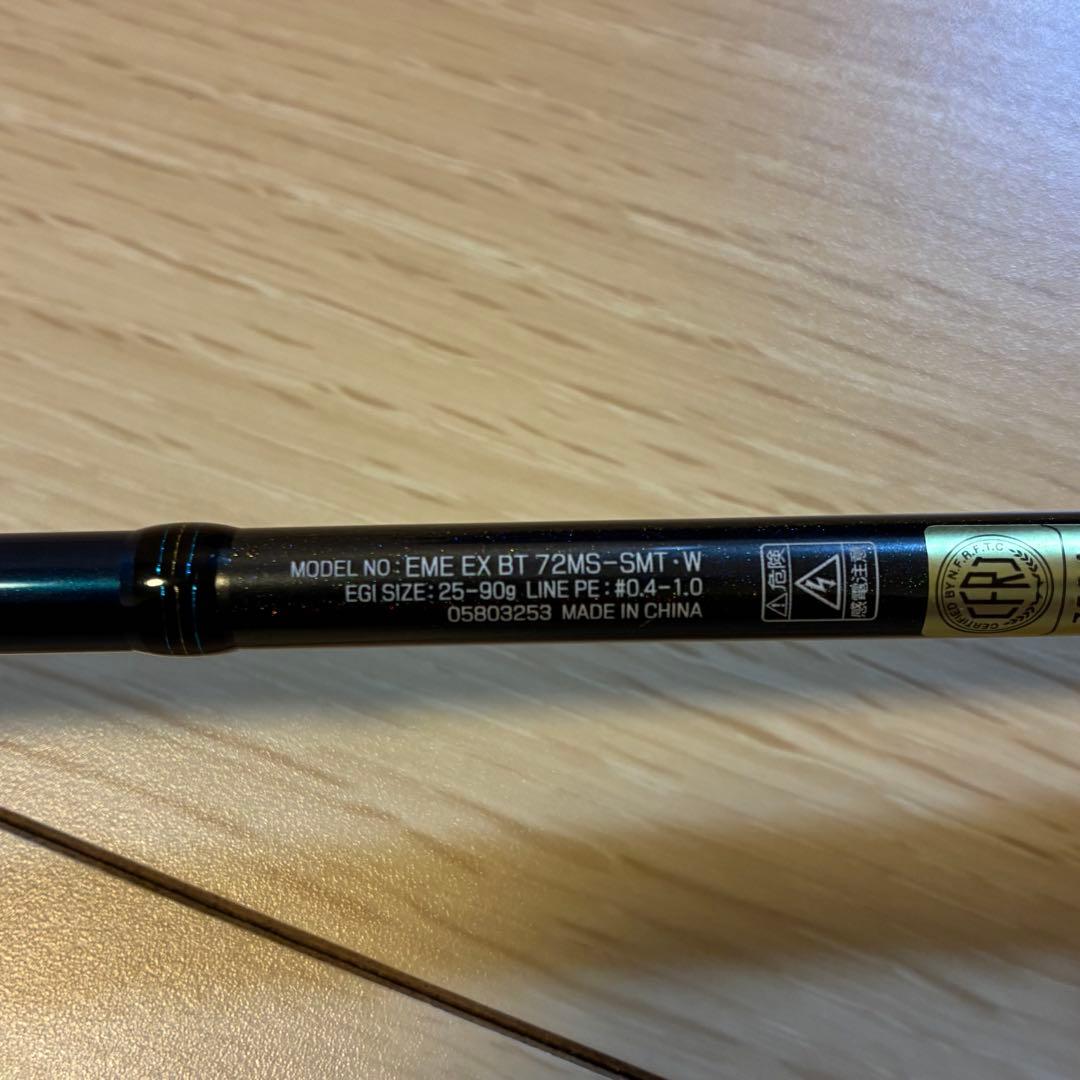 MODEL NO: EME EX BT 72MS-SMT・W
EGI SIZE: 25-90g LINE PE: #0.4-1.0
05803253 MADE IN CHINA
危険
感電注意
CERTIFIED BY N.F.R.F.T.C
CFR